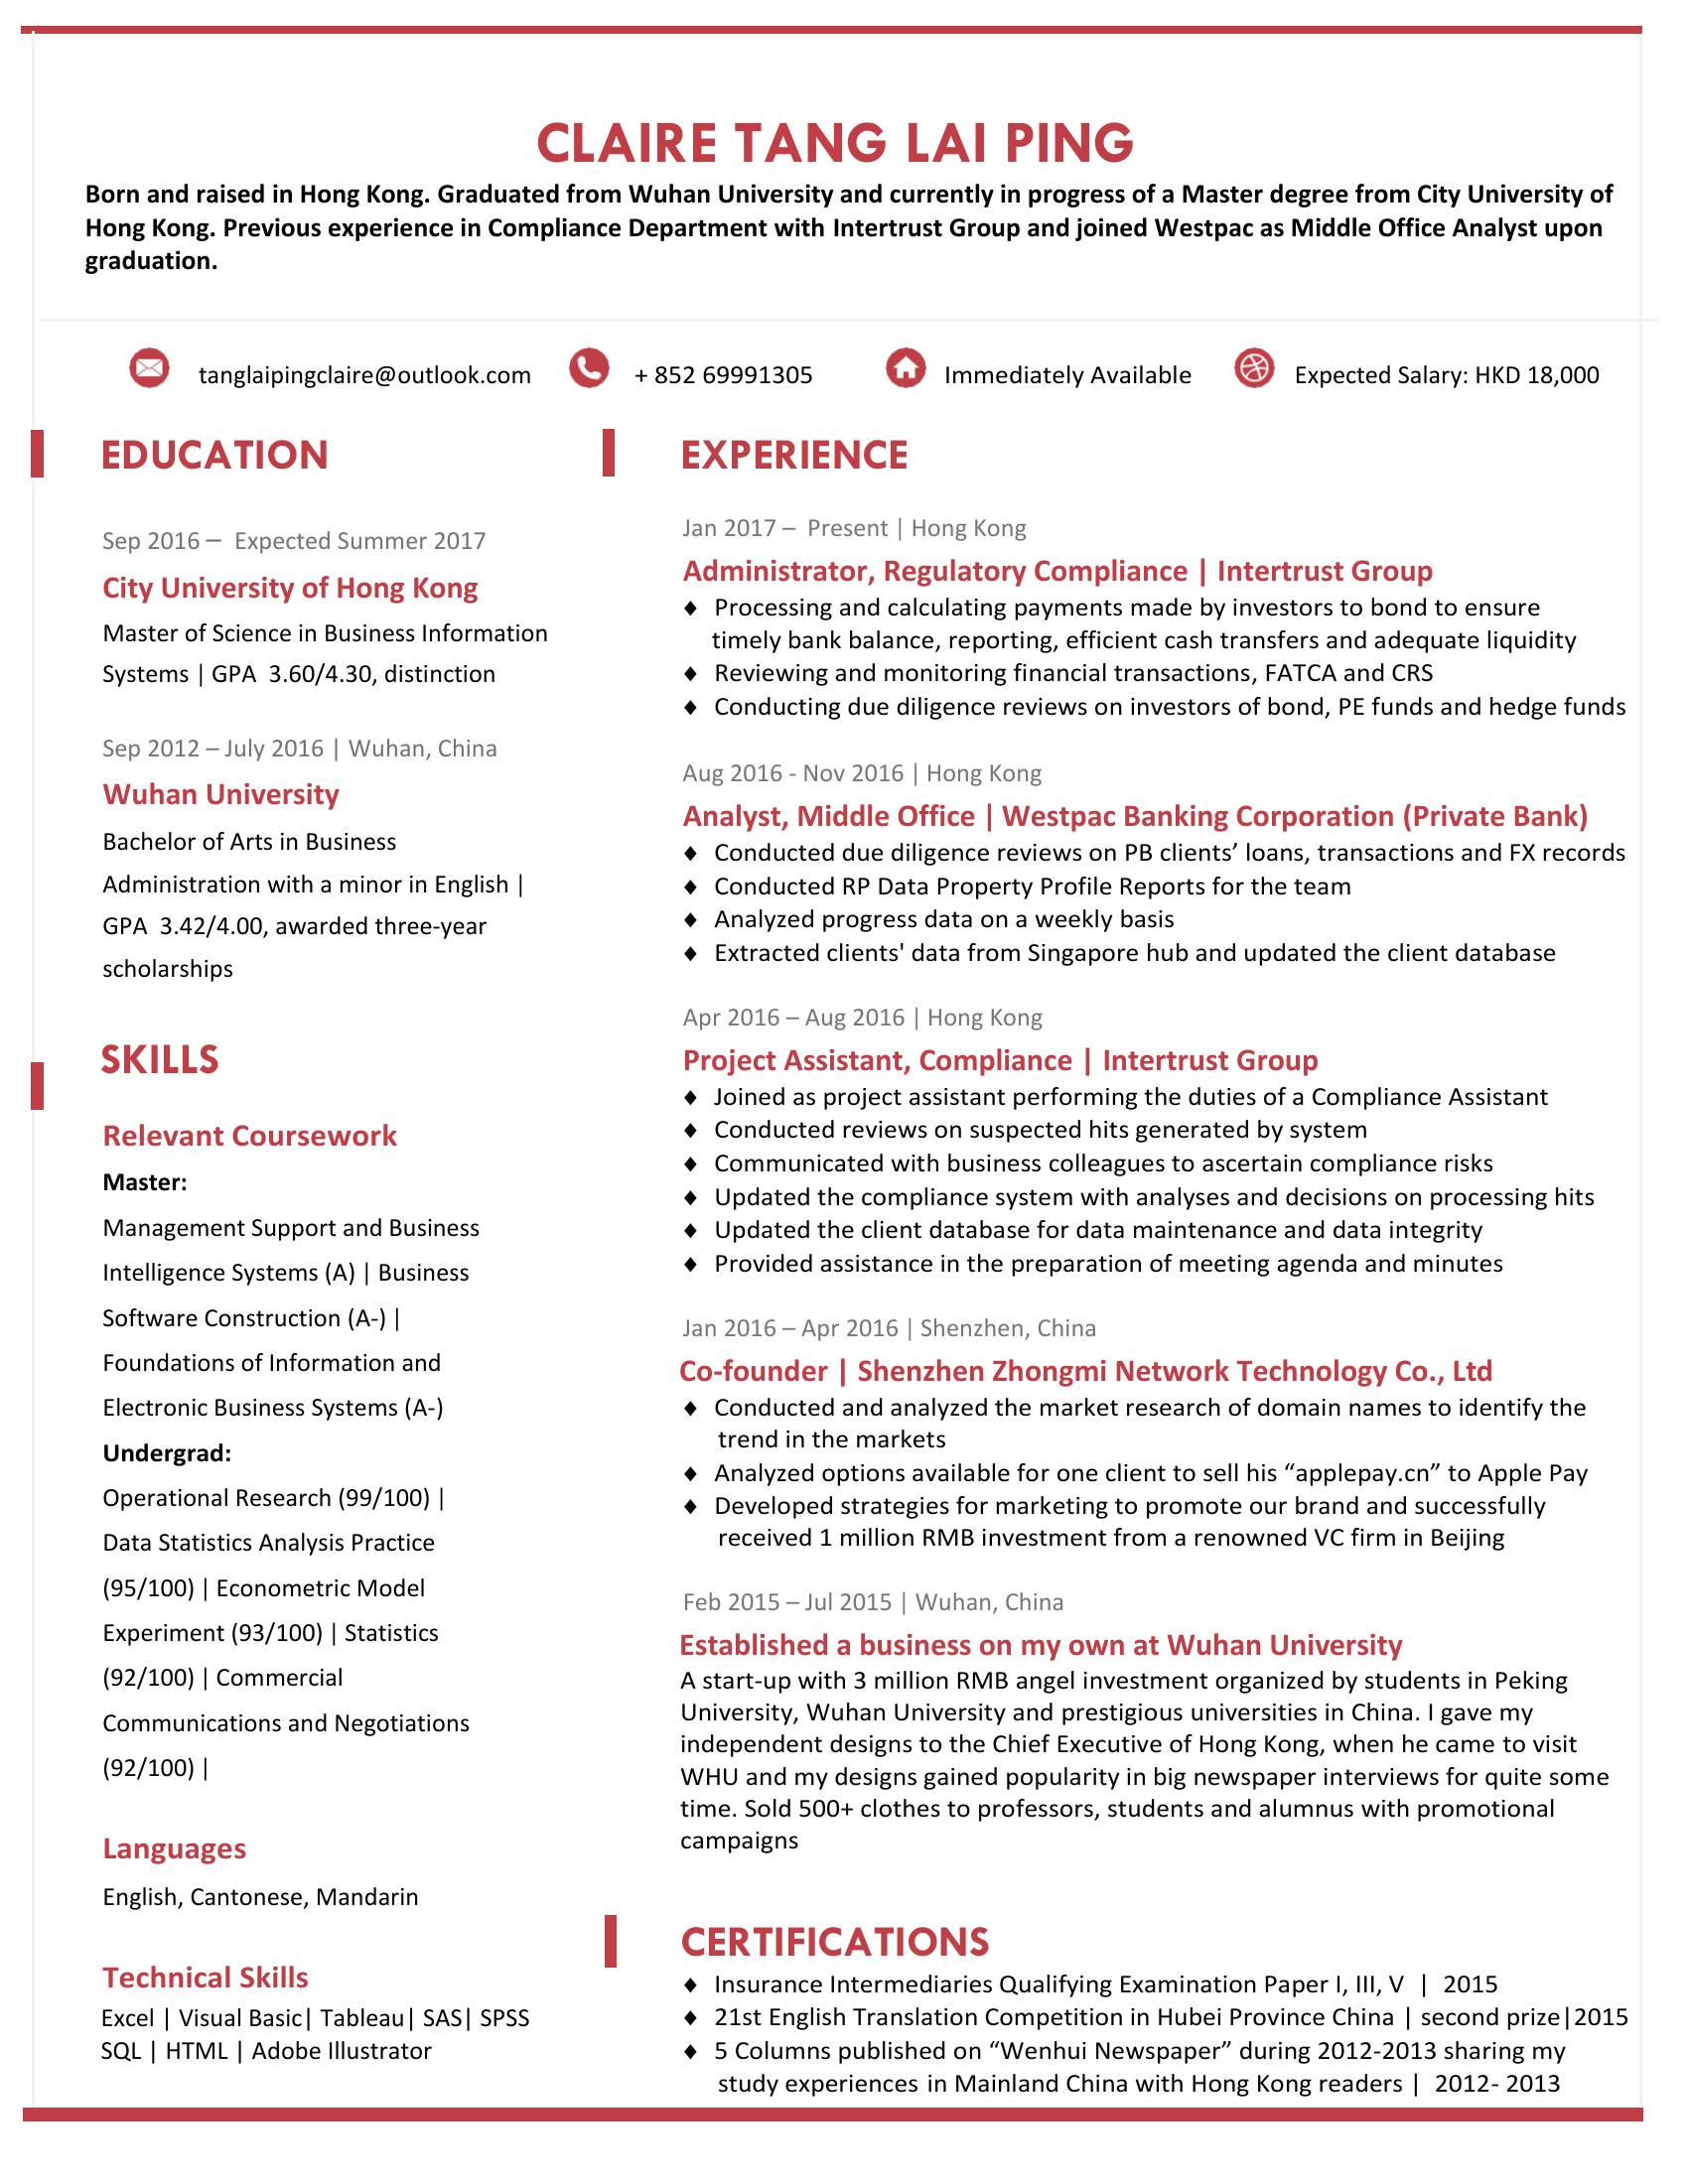 CLAIRE TANG LAI PING
Born and raised in Hong Kong. Graduated from Wuhan University and currently in progress of a Master degree from City University of
Hong Kong. Previous experience in Compliance Department with Intertrust Group and joined Westpac as Middle Office Analyst upon
graduation.
tanglaipingclaire@outlook.com
+ 852 69991305
Immediately Available
Expected Salary: HKD 18,000
EDUCATION
Sep 2016 – Expected Summer 2017
City University of Hong Kong
Master of Science in Business Information
Systems | GPA 3.60/4.30, distinction
Sep 2012 – July 2016 | Wuhan, China
Wuhan University
Bachelor of Arts in Business
Administration with a minor in English |
GPA 3.42/4.00, awarded three-year
scholarships
SKILLS
Relevant Coursework
Master:
Management Support and Business
Intelligence Systems (A) | Business
Software Construction (A-) |
Foundations of Information and
Electronic Business Systems (A-)
Undergrad:
Operational Research (99/100) |
Data Statistics Analysis Practice
(95/100) | Econometric Model
Experiment (93/100) | Statistics
(92/100) | Commercial
Communications and Negotiations
(92/100) |
Languages
English, Cantonese, Mandarin
Technical Skills
Excel | Visual Basic| Tableau| SAS| SPSS
SQL | HTML | Adobe Illustrator
EXPERIENCE
Jan 2017 – Present | Hong Kong
Administrator, Regulatory Compliance | Intertrust Group
♦ Processing and calculating payments made by investors to bond to ensure
timely bank balance, reporting, efficient cash transfers and adequate liquidity
♦ Reviewing and monitoring financial transactions, FATCA and CRS
♦ Conducting due diligence reviews on investors of bond, PE funds and hedge funds
Aug 2016 - Nov 2016 | Hong Kong
Analyst, Middle Office | Westpac Banking Corporation (Private Bank)
♦ Conducted due diligence reviews on PB clients’ loans, transactions and FX records
♦ Conducted RP Data Property Profile Reports for the team
♦ Analyzed progress data on a weekly basis
♦ Extracted clients' data from Singapore hub and updated the client database
Apr 2016 – Aug 2016 | Hong Kong
Project Assistant, Compliance | Intertrust Group
♦ Joined as project assistant performing the duties of a Compliance Assistant
♦ Conducted reviews on suspected hits generated by system
♦ Communicated with business colleagues to ascertain compliance risks
♦ Updated the compliance system with analyses and decisions on processing hits
♦ Updated the client database for data maintenance and data integrity
♦ Provided assistance in the preparation of meeting agenda and minutes
Jan 2016 – Apr 2016 | Shenzhen, China
Co-founder | Shenzhen Zhongmi Network Technology Co., Ltd
♦ Conducted and analyzed the market research of domain names to identify the
trend in the markets
♦ Analyzed options available for one client to sell his “applepay.cn” to Apple Pay
♦ Developed strategies for marketing to promote our brand and successfully
received 1 million RMB investment from a renowned VC firm in Beijing
Feb 2015 – Jul 2015 | Wuhan, China
Established a business on my own at Wuhan University
A start-up with 3 million RMB angel investment organized by students in Peking
University, Wuhan University and prestigious universities in China. I gave my
independent designs to the Chief Executive of Hong Kong, when he came to visit
WHU and my designs gained popularity in big newspaper interviews for quite some
time. Sold 500+ clothes to professors, students and alumnus with promotional
campaigns
CERTIFICATIONS
♦ Insurance Intermediaries Qualifying Examination Paper I, III, V | 2015
♦ 21st English Translation Competition in Hubei Province China | second prize|2015
♦ 5 Columns published on “Wenhui Newspaper” during 2012-2013 sharing my
study experiences in Mainland China with Hong Kong readers | 2012- 2013